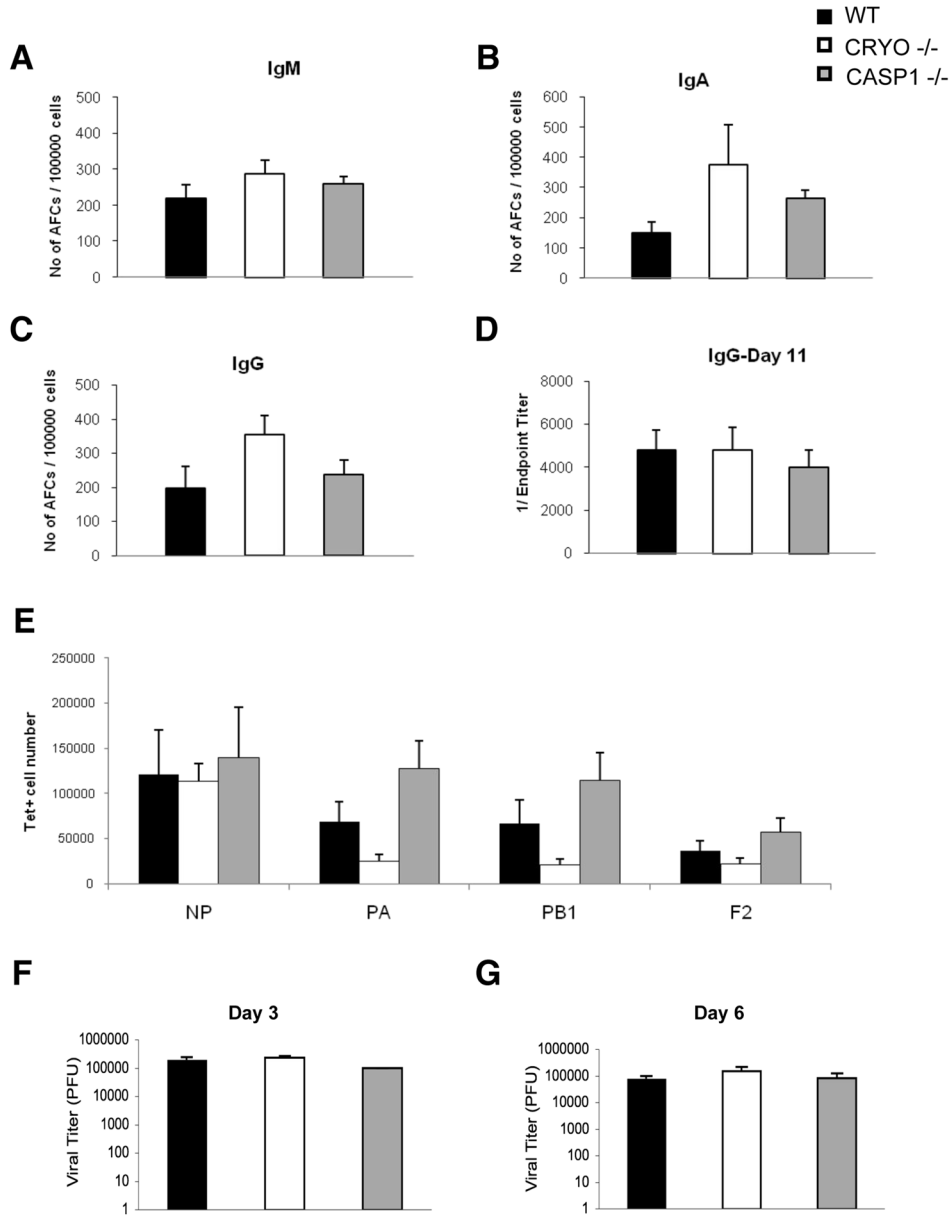 WT
CRYO -/-
CASP1 -/-
A
IgM
No of AFCs / 100000 cells
500
400
300
200
100
0
B
IgA
No of AFCs / 100000 cells
600
500
400
300
200
100
0
C
IgG
No of AFCs / 100000 cells
500
400
300
200
100
0
D
IgG-Day 11
1/ Endpoint Titer
8000
6000
4000
2000
0
E
Tet+ cell number
250000
200000
150000
100000
50000
0
NP PA PB1 F2
F
Day 3
Viral Titer (PFU)
1000000
100000
10000
1000
100
10
1
G
Day 6
Viral Titer (PFU)
1000000
100000
10000
1000
100
10
1